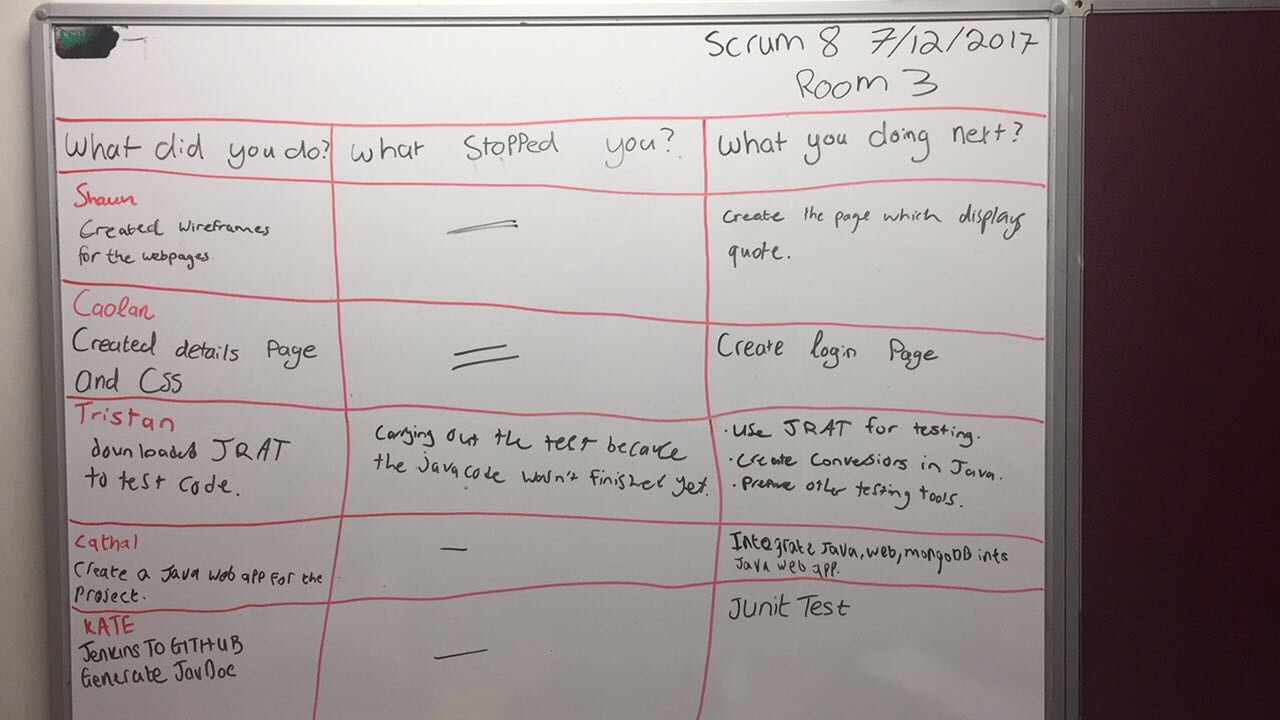 Scrum 8 7/12/2017
Room 3
What did you do?
What Stopped you?
What you doing next?
Shaun
Created Wireframes
for the webpages
Create the page which display
quote.
Caolan
Created details Page
and Css
Create login Page
Tristan
downloaded JRAT
to test code.
Carrying out the test because
the java code wasn't finished yet.
· Use JRAT for testing.
· Create Conversions in Java.
· Prepare other testing tools.
Cathal
Create a Java web app for the
Project.
Integrate Java, web, mongoDB into
Java web app.
KATE
Jenkins TO GITHUB
Generate JavDoc
Junit Test